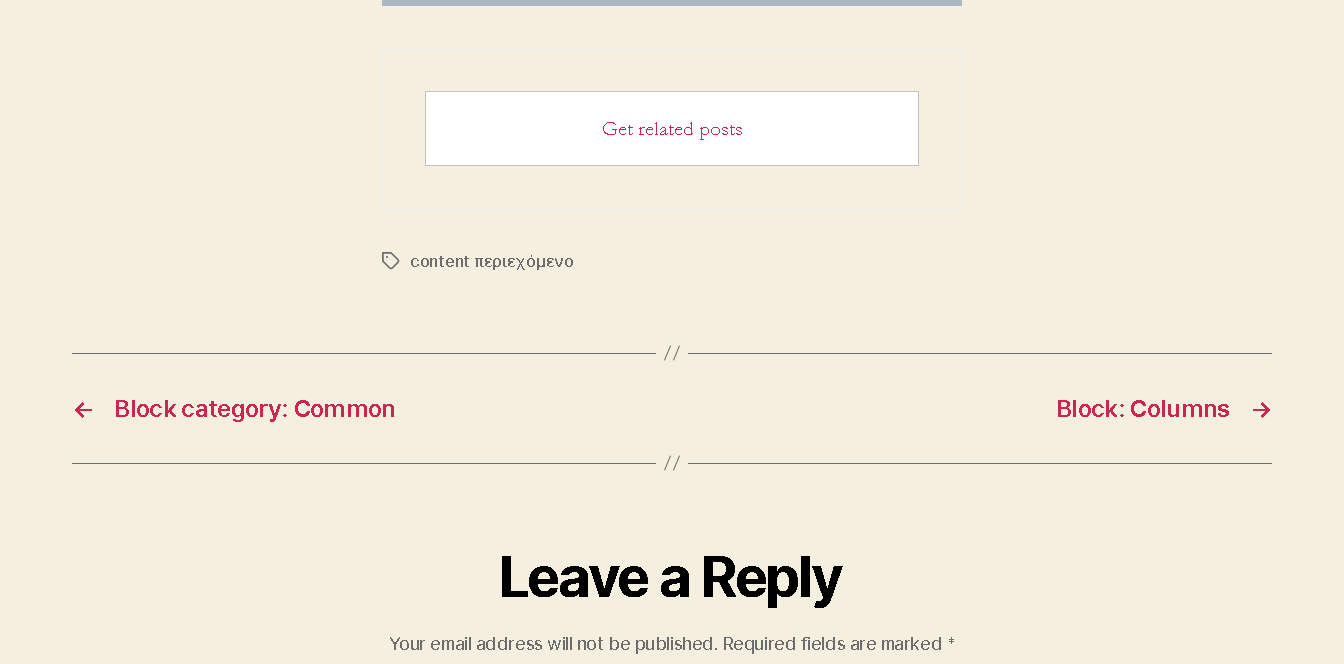 Get related posts
content περιεχόμενο
//
← Block category: Common
Block: Columns →
//
Leave a Reply
Your email address will not be published. Required fields are marked *